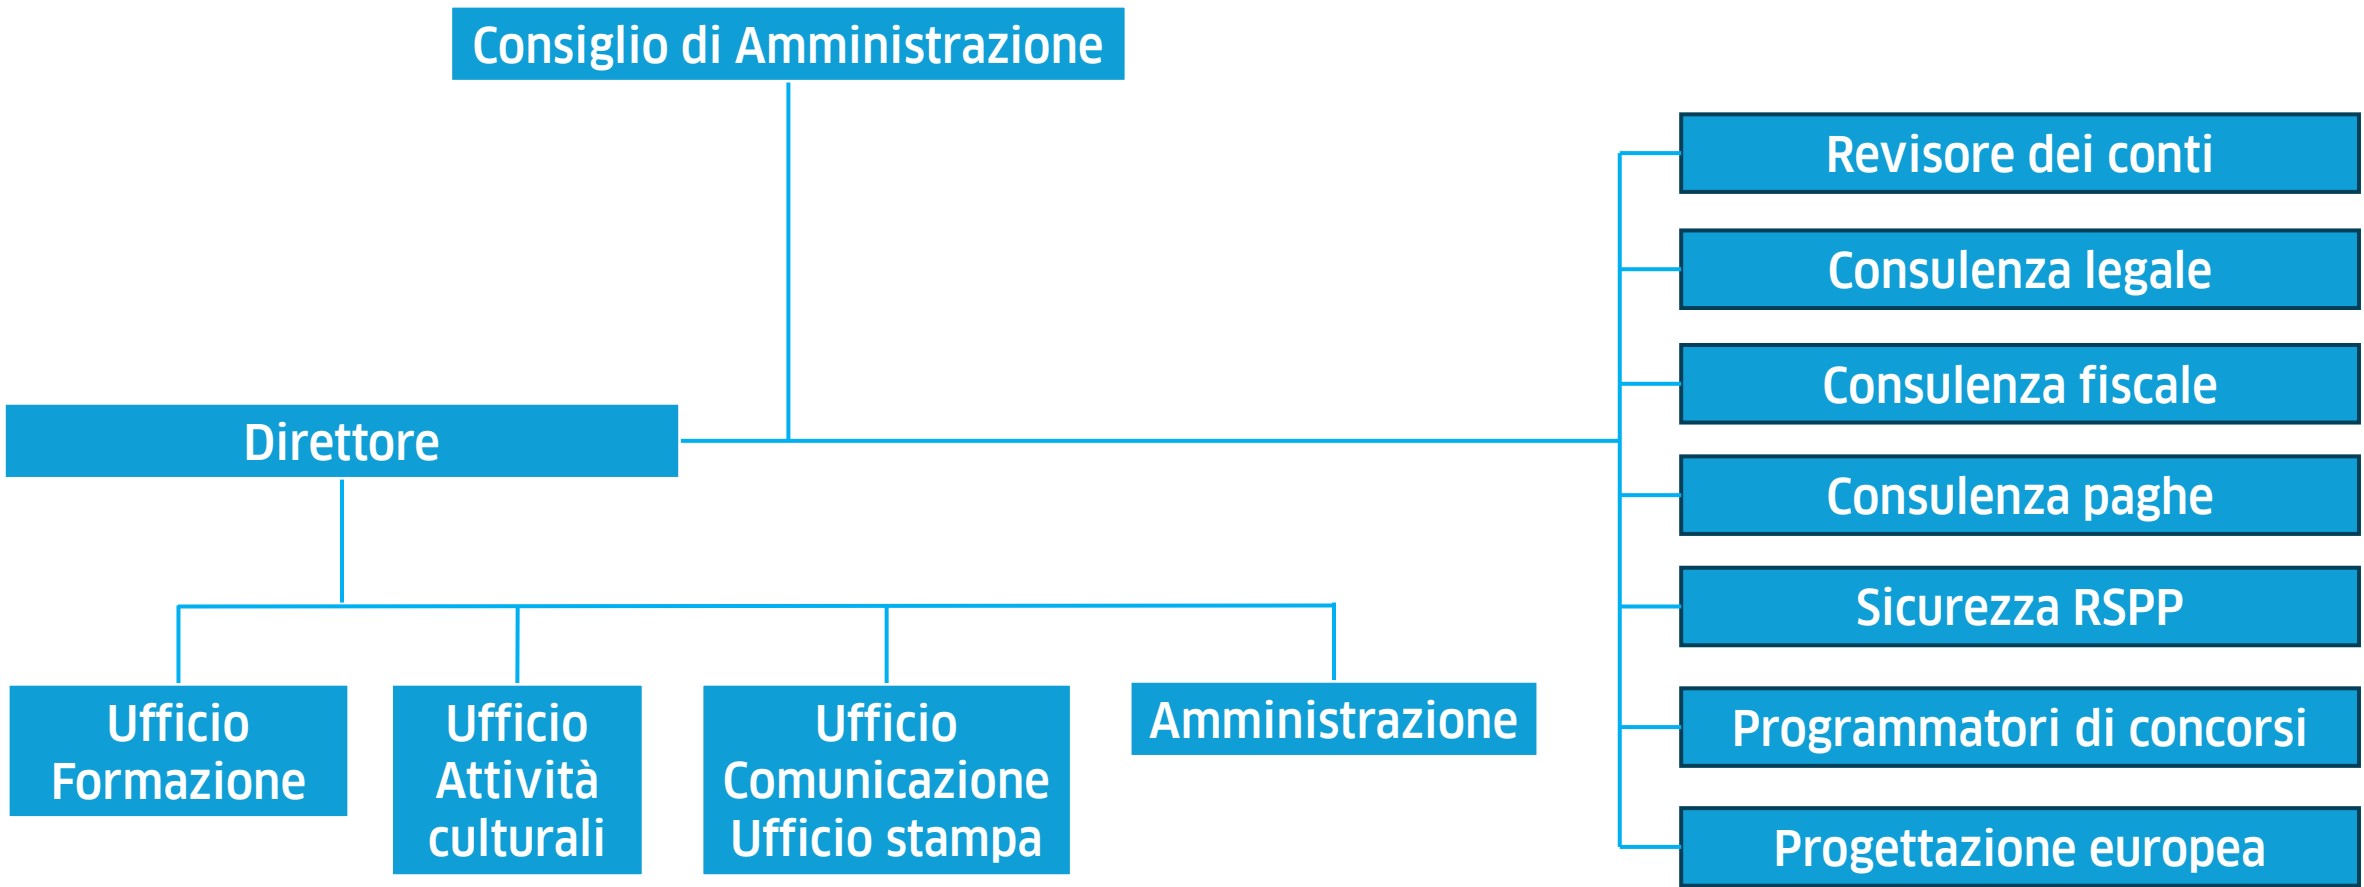 Consiglio di Amministrazione
Revisore dei conti
Consulenza legale
Consulenza fiscale
Direttore
Consulenza paghe
Sicurezza RSPP
Ufficio
Formazione
Ufficio
Attività
culturali
Ufficio
Comunicazione
Ufficio stampa
Amministrazione
Programmatori di concorsi
Progettazione europea